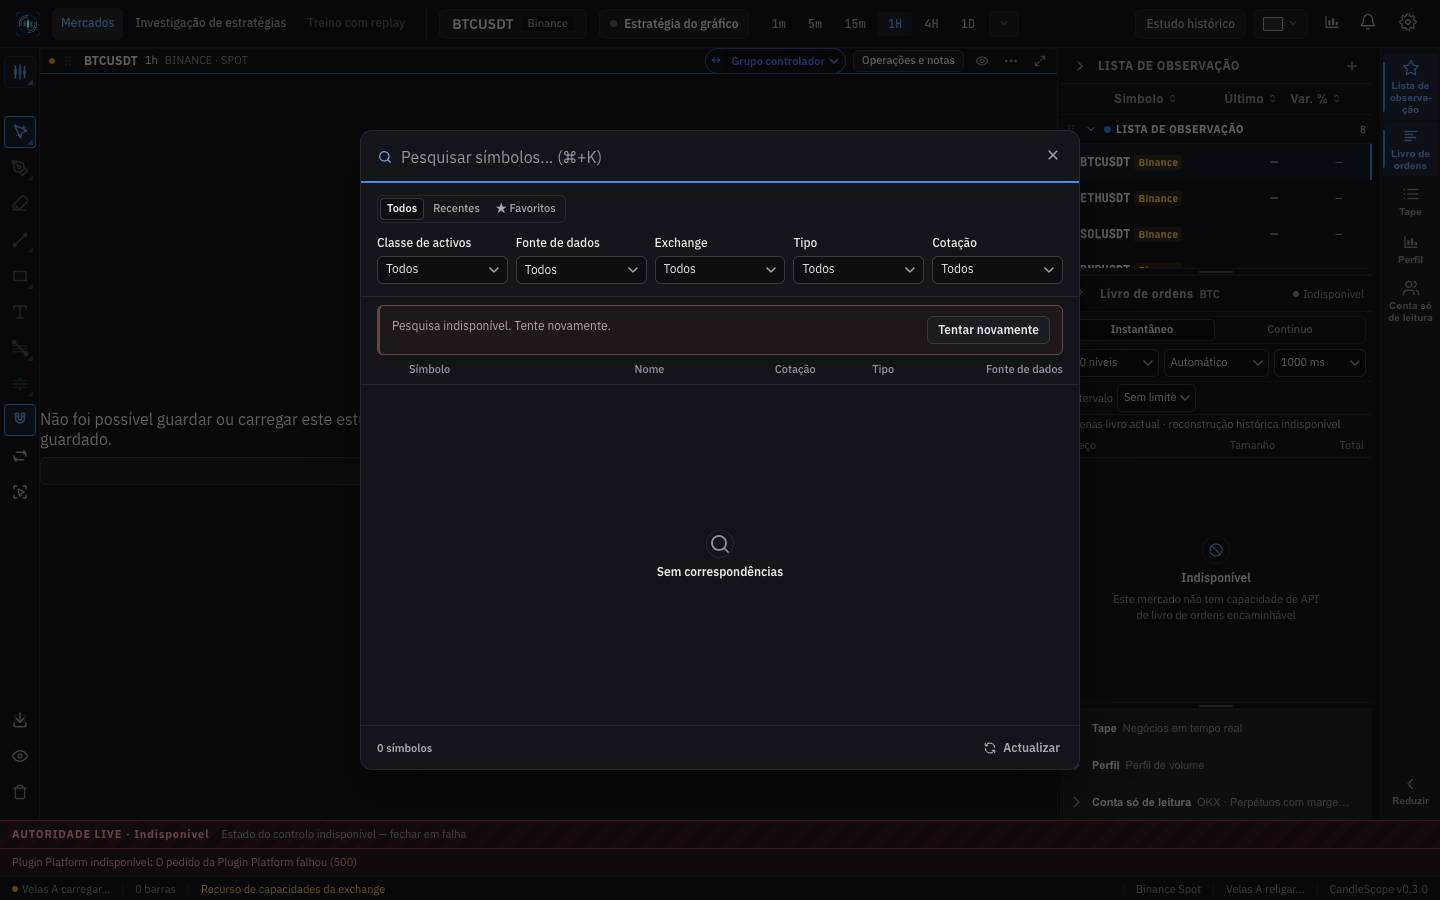 Mercados
Investigação de estratégias
Treino com replay
BTCUSDT Binance
Estratégia do gráfico
1m 5m 15m 1H 4H 1D
Estudo histórico
BTCUSDT 1h BINANCE · SPOT
Grupo controlador
Operações e notas
LISTA DE OBSERVAÇÃO
Símbolo Último Var. %
LISTA DE OBSERVAÇÃO 8
BTCUSDT Binance — —
ETHUSDT Binance — —
SOLUSDT Binance — —
Lista de
observa-
ção
Livro de
ordens
Tape
Perfil
Conta só
de leitura
Reduzir
Pesquisar símbolos... (⌘+K)
Todos Recentes ★ Favoritos
Classe de activos Fonte de dados Exchange Tipo Cotação
Todos Todos Todos Todos Todos
Pesquisa indisponível. Tente novamente.
Tentar novamente
Símbolo Nome Cotação Tipo Fonte de dados
Sem correspondências
0 símbolos
Actualizar
Não foi possível guardar ou carregar este
guardado.
Livro de ordens BTC Indisponível
Instantâneo Contínuo
0 níveis Automático 1000 ms
Sem limite
livro actual · reconstrução histórica indisponível
Tamanho Total
Indisponível
Este mercado não tem capacidade de API
de livro de ordens encaminhável
Tape Negócios em tempo real
Perfil Perfil de volume
Conta só de leitura OKX · Perpétuos com marge...
AUTORIDADE LIVE · Indisponível Estado do controlo indisponível — fechar em falha
Plugin Platform indisponível: O pedido da Plugin Platform falhou (500)
Velas A carregar... 0 barras Recurso de capacidades da exchange
Binance Spot Velas A religar... CandleScope v0.3.0